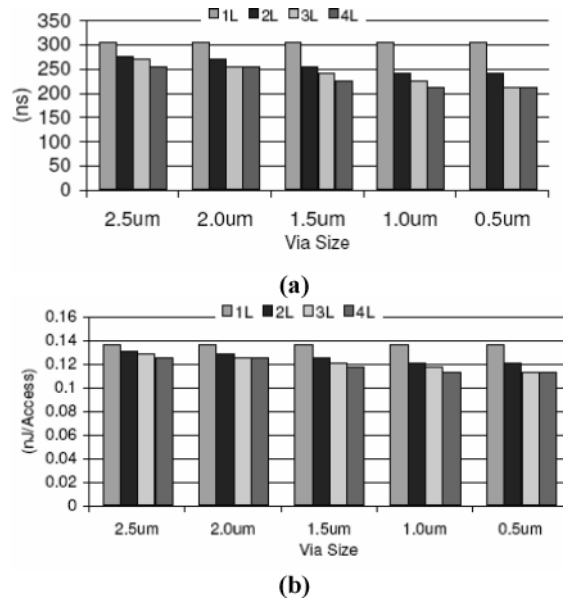 1L 2L 3L 4L
350
300
250
200
150
100
50
0
(ns)
2.5um 2.0um 1.5um 1.0um 0.5um
Via Size
(a)
1L 2L 3L 4L
0.16
0.14
0.12
0.1
0.08
0.06
0.04
0.02
0
(nJ/Access)
2.5um 2.0um 1.5um 1.0um 0.5um
Via Size
(b)